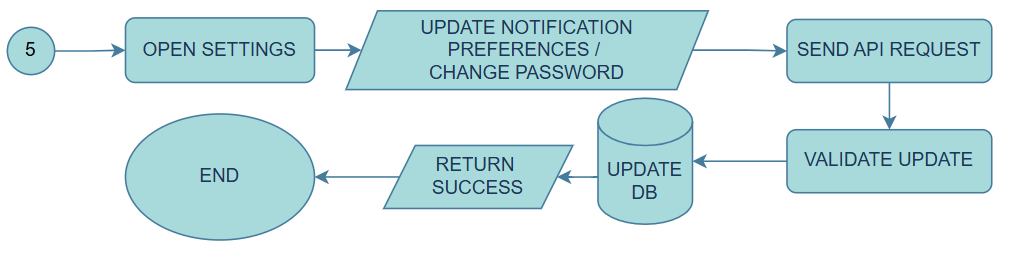 5
OPEN SETTINGS
UPDATE NOTIFICATION
PREFERENCES /
CHANGE PASSWORD
SEND API REQUEST
VALIDATE UPDATE
UPDATE
DB
RETURN
SUCCESS
END